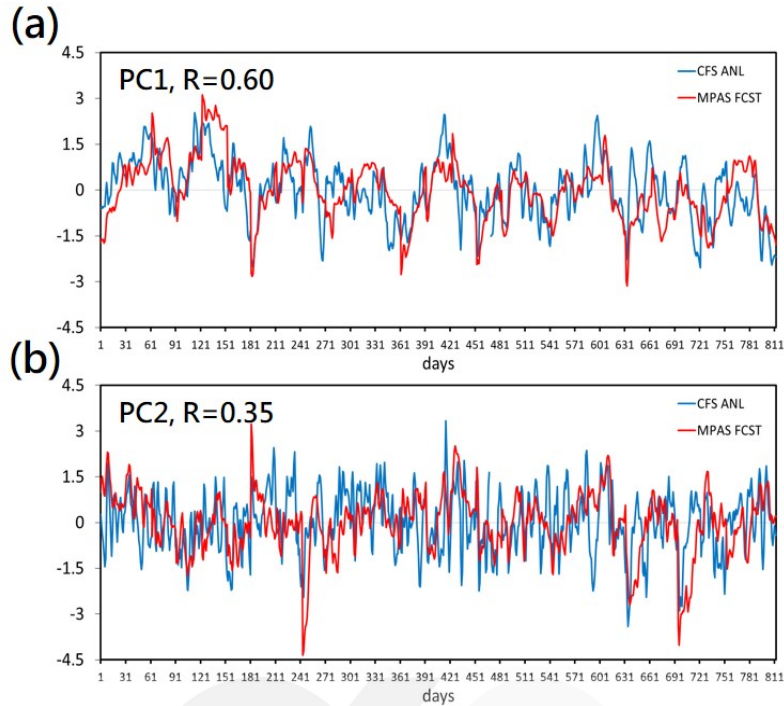 (a)
PC1, R=0.60
CFS ANL
MPAS FCST
4.5
3
1.5
0
-1.5
-3
-4.5
1 31 61 91 121 151 181 211 241 271 301 331 361 391 421 451 481 511 541 571 601 631 661 691 721 751 781 811
days
(b)
PC2, R=0.35
CFS ANL
MPAS FCST
4.5
3
1.5
0
-1.5
-3
-4.5
1 31 61 91 121 151 181 211 241 271 301 331 361 391 421 451 481 511 541 571 601 631 661 691 721 751 781 811
days